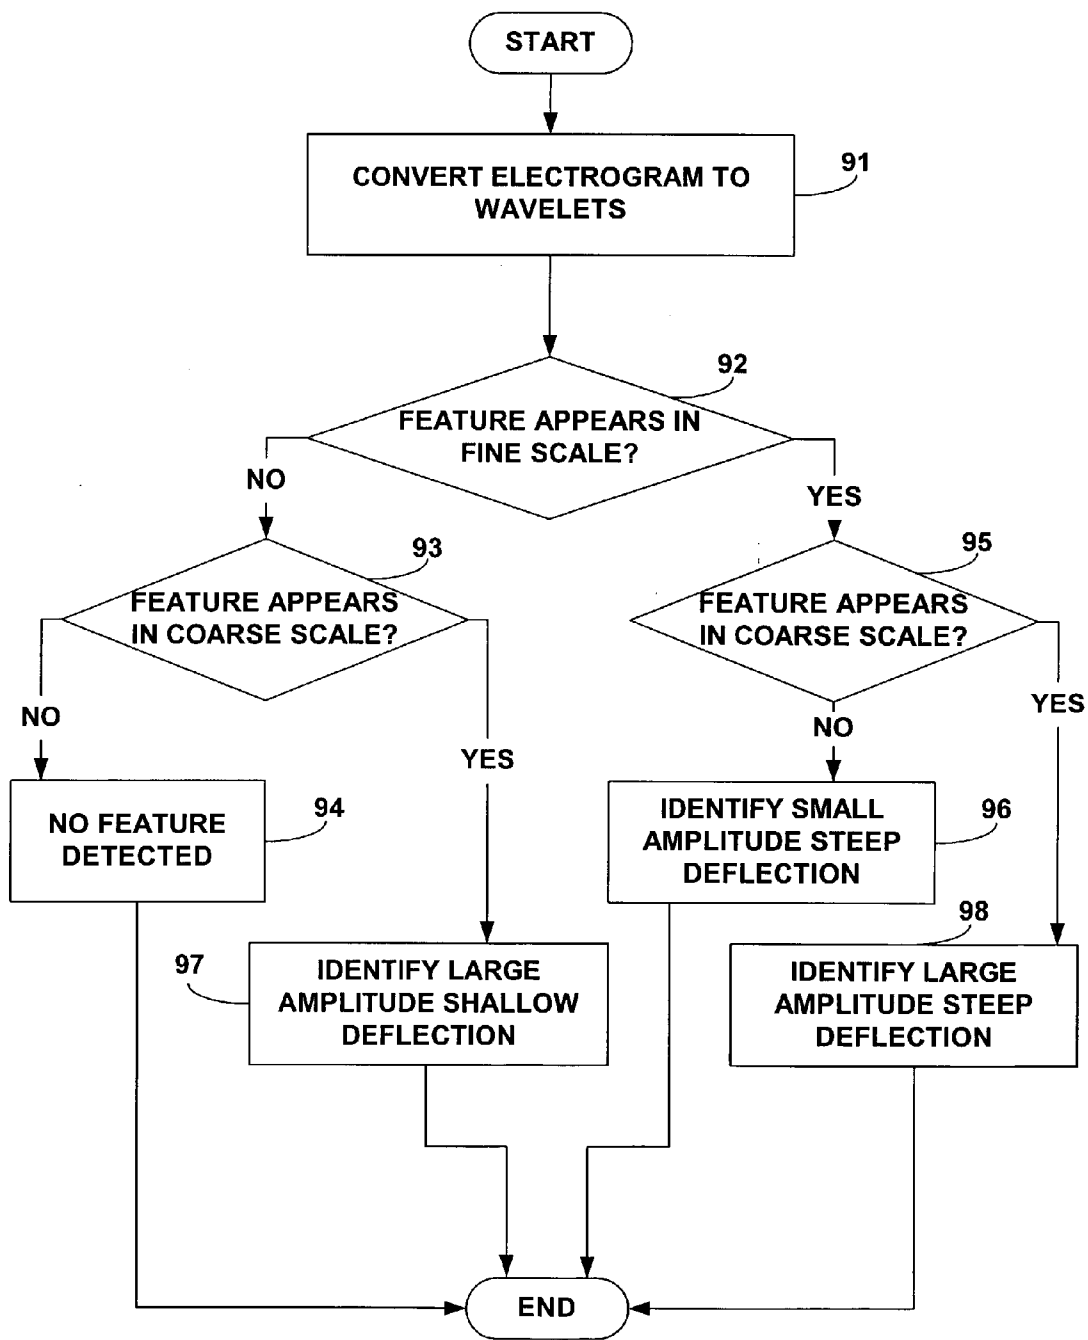 START
CONVERT ELECTROGRAM TO
WAVELETS
91
FEATURE APPEARS IN
FINE SCALE?
92
NO
YES
FEATURE APPEARS
IN COARSE SCALE?
93
FEATURE APPEARS
IN COARSE SCALE?
95
NO
YES
NO
YES
NO FEATURE
DETECTED
94
IDENTIFY SMALL
AMPLITUDE STEEP
DEFLECTION
96
IDENTIFY LARGE
AMPLITUDE SHALLOW
DEFLECTION
97
IDENTIFY LARGE
AMPLITUDE STEEP
DEFLECTION
98
END